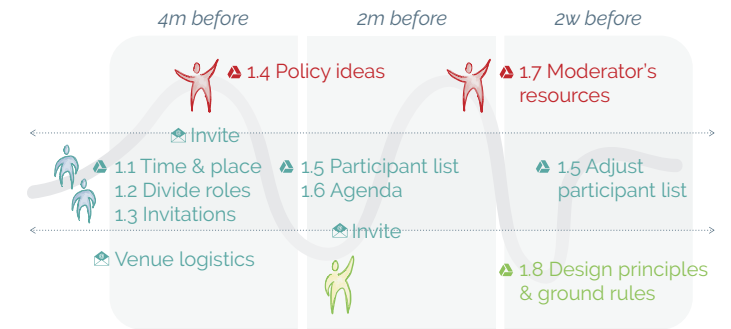 4m before
2m before
2w before
1.4 Policy ideas
1.7 Moderator's
resources
Invite
1.1 Time & place
1.2 Divide roles
1.3 Invitations
1.5 Participant list
1.6 Agenda
1.5 Adjust
participant list
Invite
Venue logistics
1.8 Design principles
& ground rules